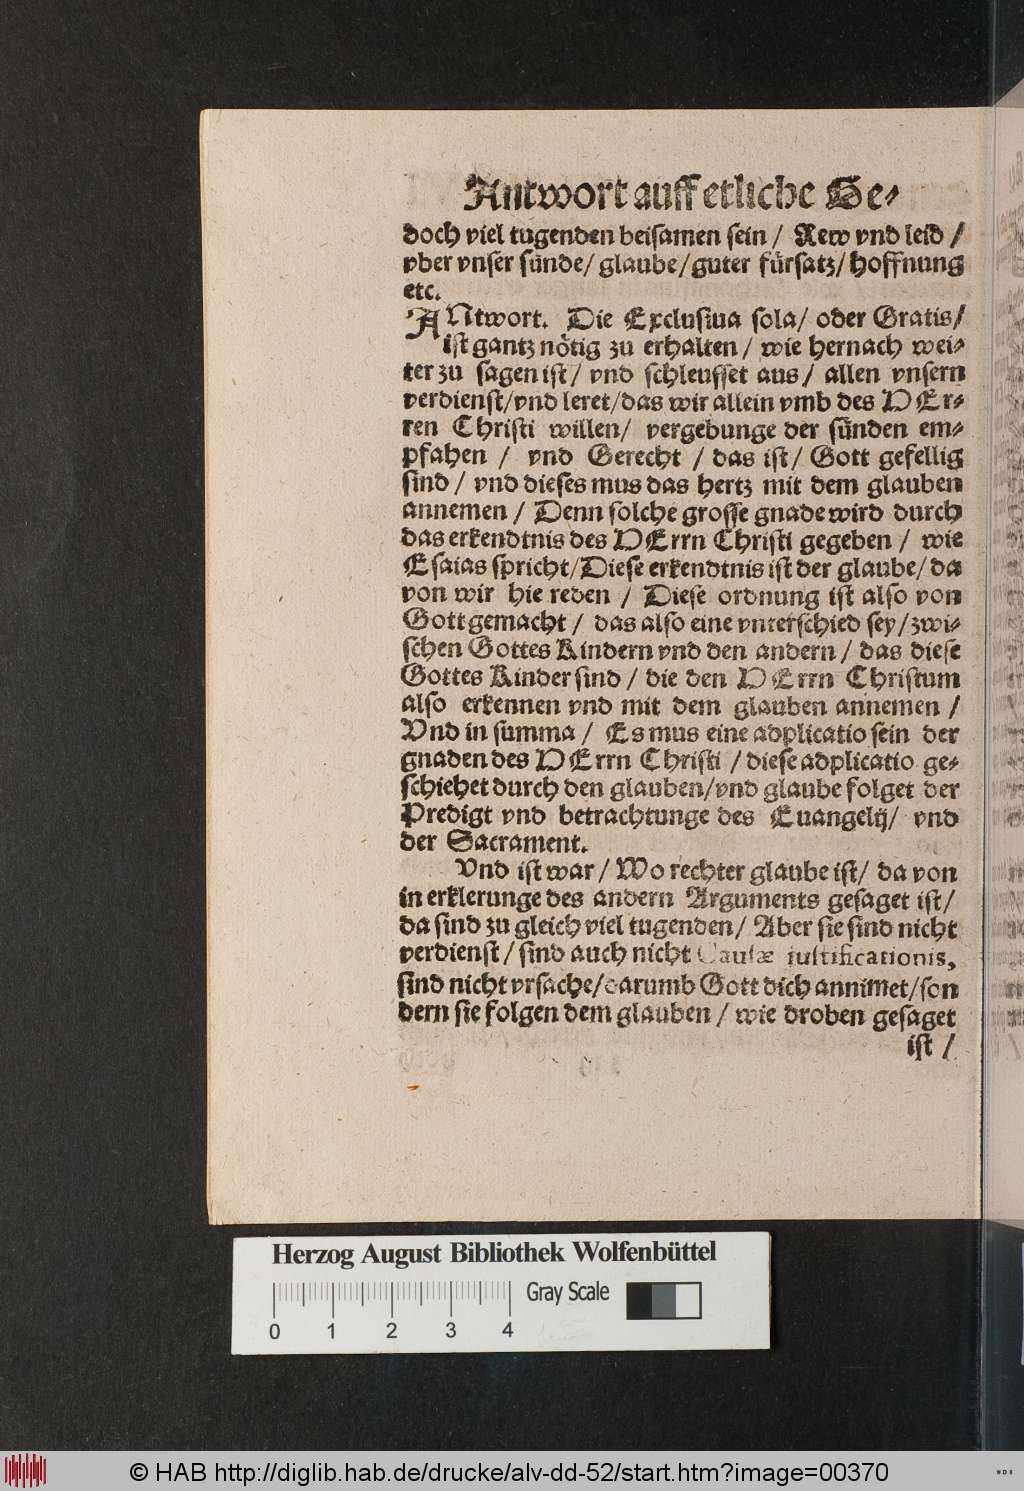 Antwort auff etliche Ge⸗
doch viel tugenden beisamen sein / Rew vnd leid /
vber vnser sünde/ glaube/guter fürsatz/ hoffnung
etc.
ANtwort. Die Exclusiua sola/ oder Gratis/
ist gantz nötig zu erhalten / wie hernach wei⸗
ter zu sagen ist / vnd schleusset aus / allen vnsern
verdienst/vnd leret/das wir allein vmb des HEr⸗
ren Christi willen/ vergebunge der sünden em⸗
pfahen / vnd Gerecht / das ist/ Gott gefellig
sind / vnd dieses mus das hertz mit dem glauben
annemen / Denn solche grosse gnade wird durch
das erkendtnis des HErrn Christi gegeben / wie
Esaias spricht/Diese erkendtnis ist der glaube/ da
von wir hie reden / Diese ordnung ist also von
Gott gemacht / das also eine vnterschied sey/zwi⸗
schen Gottes Kindern vnd den andern / das diese
Gottes Kinder sind / die den HErrn Christum
also erkennen vnd mit dem glauben annemen /
Vnd in summa / Es mus eine adplicatio sein der
gnaden des HErrn Christi / diese adplicatio ge⸗
schiehet durch den glauben/vnd glaube folget der
Predigt vnd betrachtunge des Euangelij/ vnd
der Sacrament.
Vnd ist war / Wo rechter glaube ist/ da von
in erklerunge des andern Arguments gesaget ist/
da sind zu gleich viel tugenden/ Aber sie sind nicht
verdienst / sind auch nicht Causæ iustificationis,
sind nicht vrsache/darumb Gott dich annimet/son
dern sie folgen dem glauben / wie droben gesaget
ist /
Herzog August Bibliothek Wolfenbüttel
Gray Scale
0 1 2 3 4
© HAB http://diglib.hab.de/drucke/alv-dd-52/start.htm?image=00370